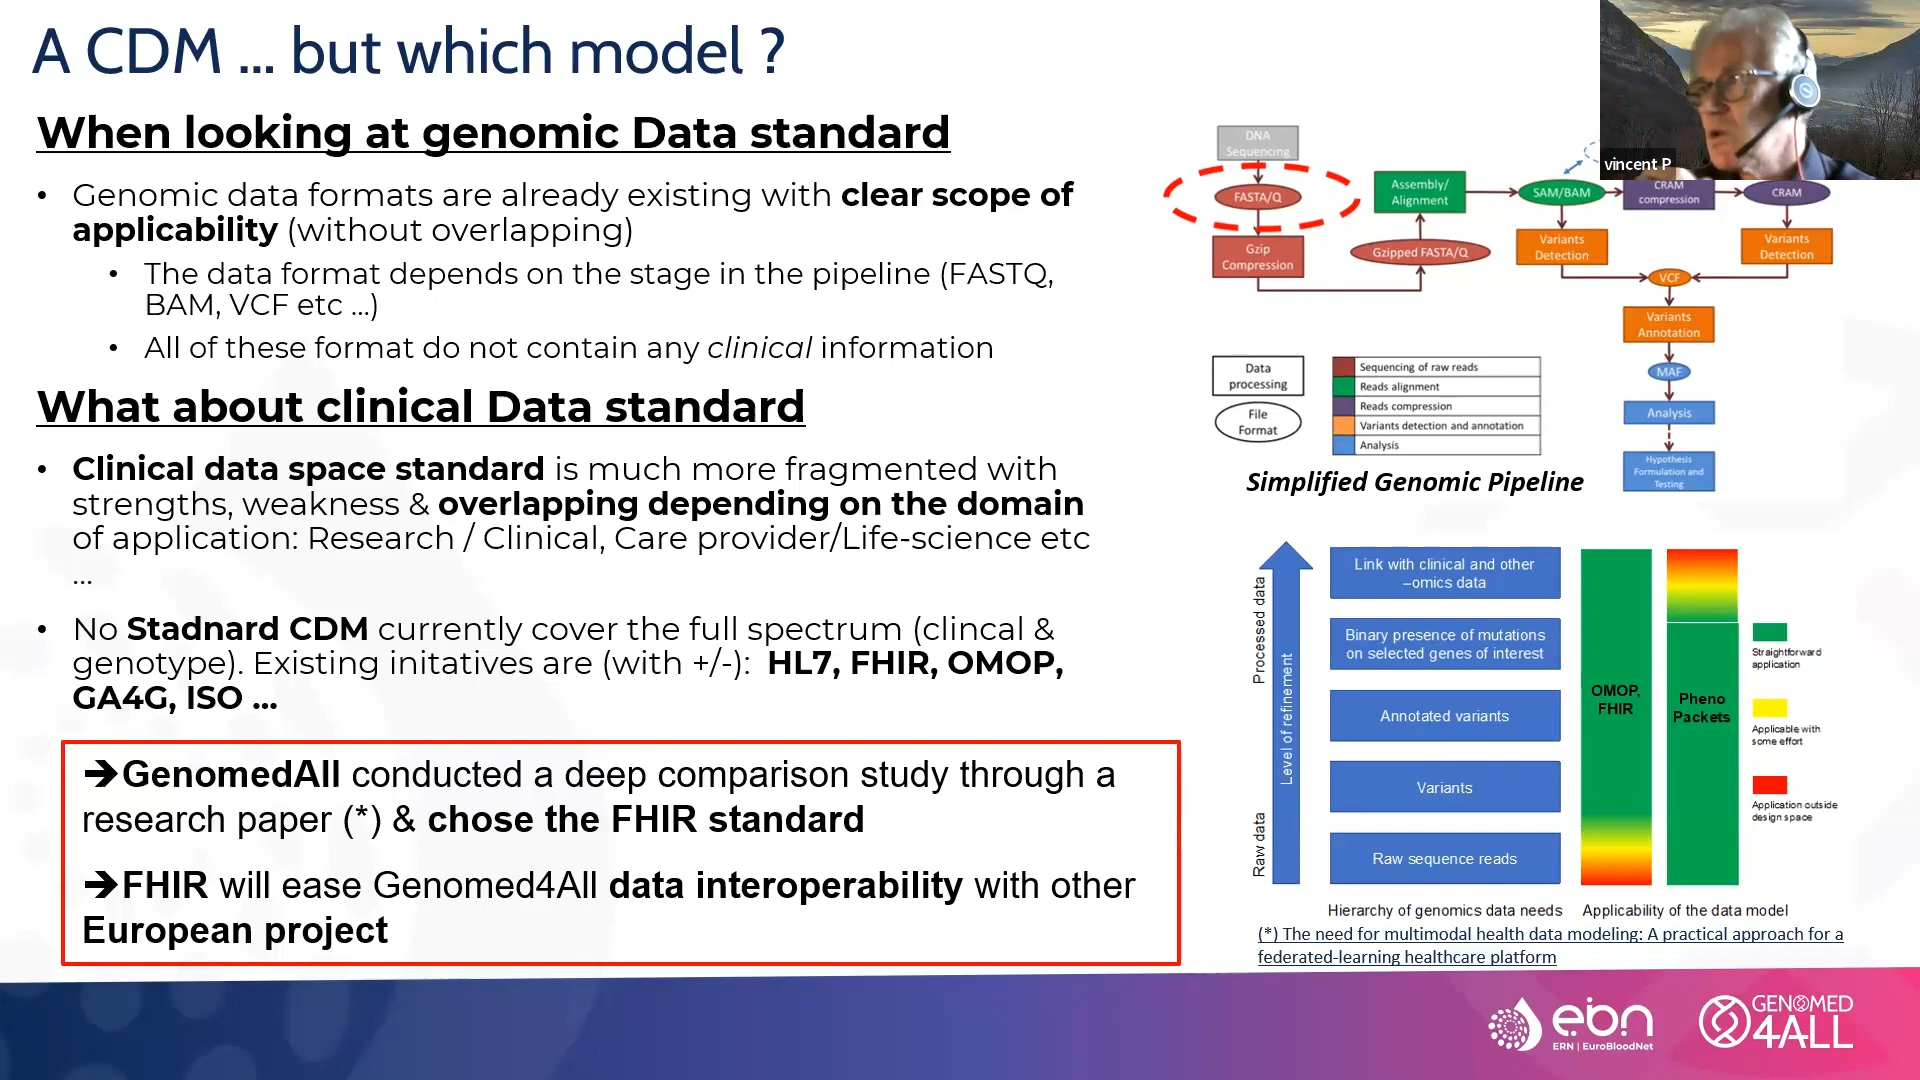 A CDM ... but which model ?
When looking at genomic Data standard
• Genomic data formats are already existing with clear scope of
applicability (without overlapping)
• The data format depends on the stage in the pipeline (FASTQ,
BAM, VCF etc ...)
• All of these format do not contain any clinical information
What about clinical Data standard
• Clinical data space standard is much more fragmented with
strengths, weakness & overlapping depending on the domain
of application: Research / Clinical, Care provider/Life-science etc
...
• No Stadnard CDM currently cover the full spectrum (clincal &
genotype). Existing initatives are (with +/-): HL7, FHIR, OMOP,
GA4G, ISO ...
➔GenomedAll conducted a deep comparison study through a
research paper (*) & chose the FHIR standard
➔FHIR will ease Genomed4All data interoperability with other
European project
vincent P
DNA
Sequencing
FASTA/Q
Gzip
Compression
Assembly/
Alignment
Gzipped FASTA/Q
SAM/BAM
CRAM
compression
CRAM
Variants
Detection
Variants
Detection
VCF
Variants
Annotation
MAF
Analysis
Hypothesis
Formulation and
Testing
Data
processing
File
Format
Sequencing of raw reads
Reads alignment
Reads compression
Variants detection and annotation
Analysis
Simplified Genomic Pipeline
Processed data
Raw data
Level of refinement
Link with clinical and other
–omics data
Binary presence of mutations
on selected genes of interest
Annotated variants
Variants
Raw sequence reads
OMOP,
FHIR
Pheno
Packets
Straightforward
application
Applicable with
some effort
Application outside
design space
Hierarchy of genomics data needs
Applicability of the data model
(*) The need for multimodal health data modeling: A practical approach for a
federated-learning healthcare platform
ebn
ERN | EuroBloodNet
GENOMED
4ALL